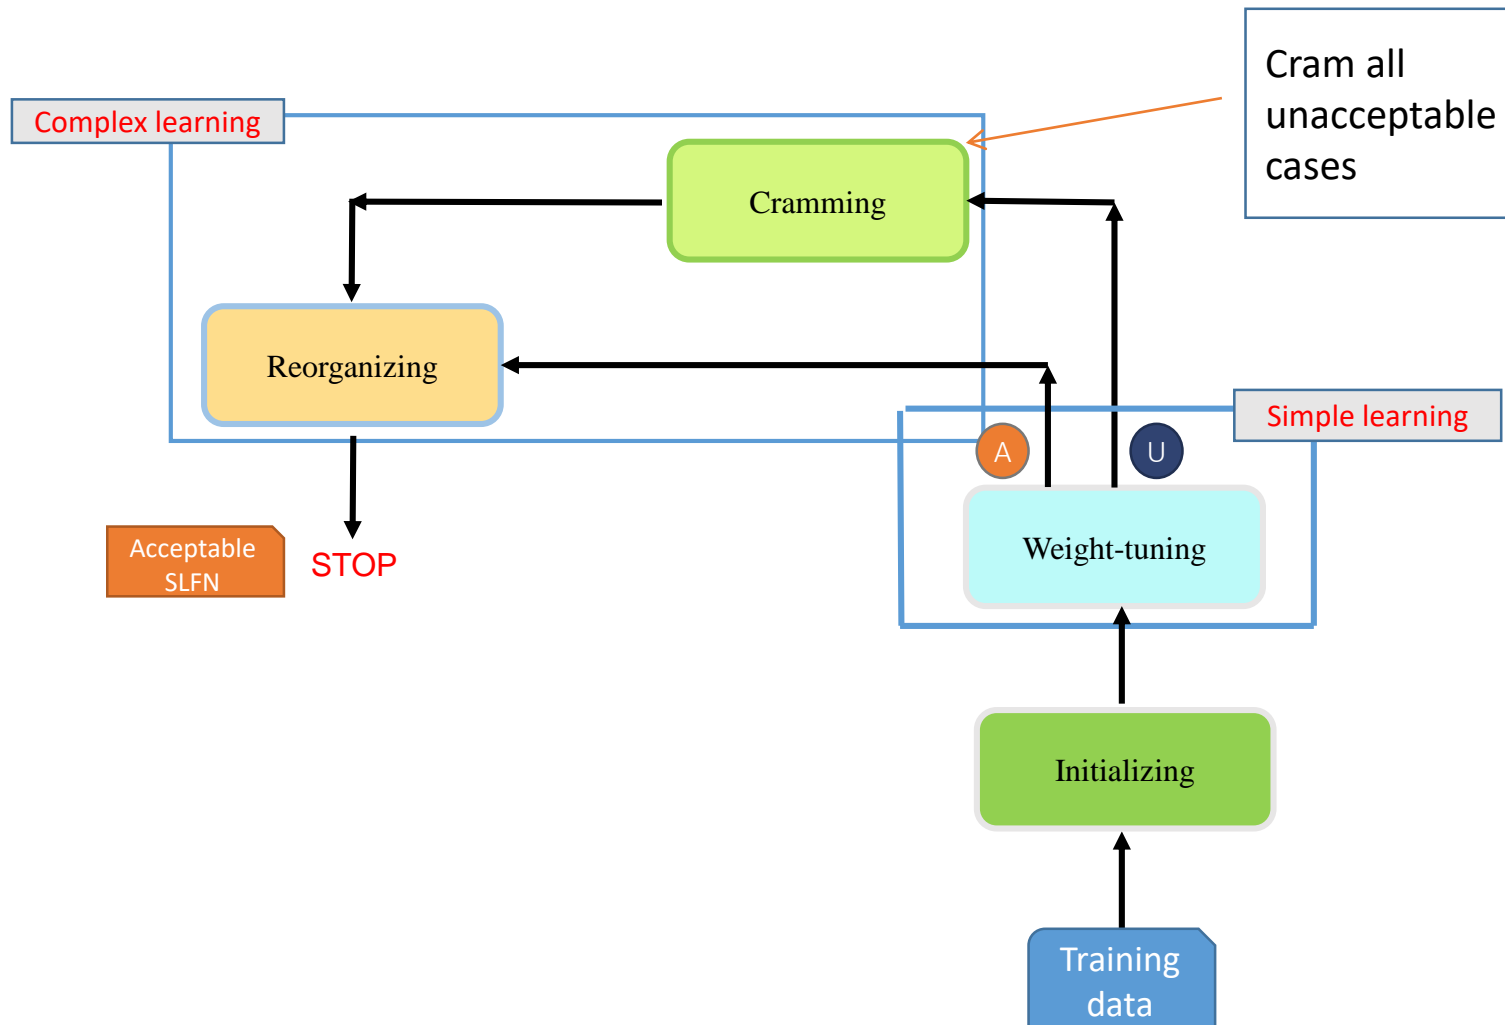 Cram all
unacceptable
cases
Complex learning
Cramming
Reorganizing
Simple learning
A
U
Weight-tuning
Acceptable
SLFN
STOP
Initializing
Training
data